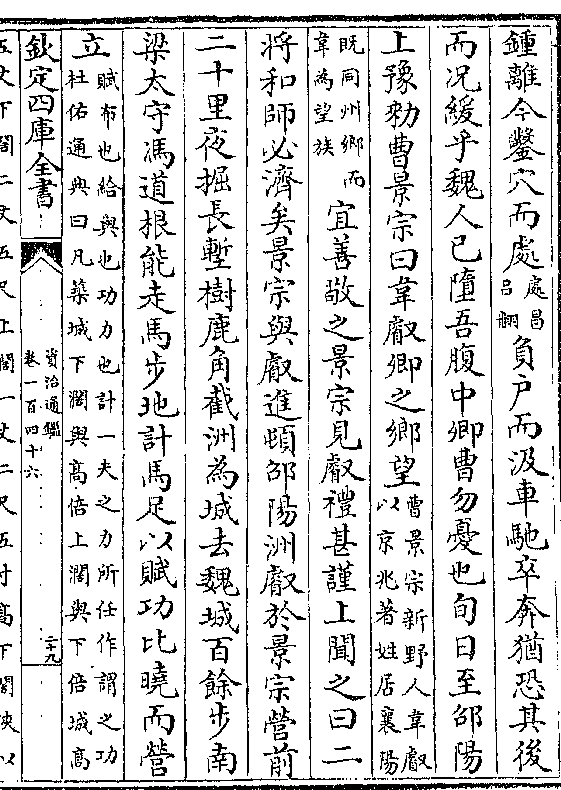 鍾離今鑿穴而處處昌呂翻負户而汲車馳卒奔猶恐其後
而况緩乎魏人已墮吾腹中卿曹勿憂也旬日至邵陽
上豫勑曹景宗曰韋叡卿之鄉望曹景宗新野人韋叡以京兆著姓居襄陽
既同州鄉而韋為望族宜善敬之景宗見叡禮甚謹上聞之曰二
將和師必濟矣景宗與叡進頓邵陽洲叡於景宗營前
二十里夜掘長塹樹鹿角截洲為城去魏城百餘步南
梁太守馮道根能走馬步地計馬足以賦功比曉而營
立賦布也給與也功力也計一夫之力所任作謂之功杜佑通典曰凡築城下濶與高倍上濶與下倍城高
欽定四庫全書
資治通鑑
卷一百四十六
二十九
五丈下濶二丈五尺上濶一丈二尺五寸高下濶狹以